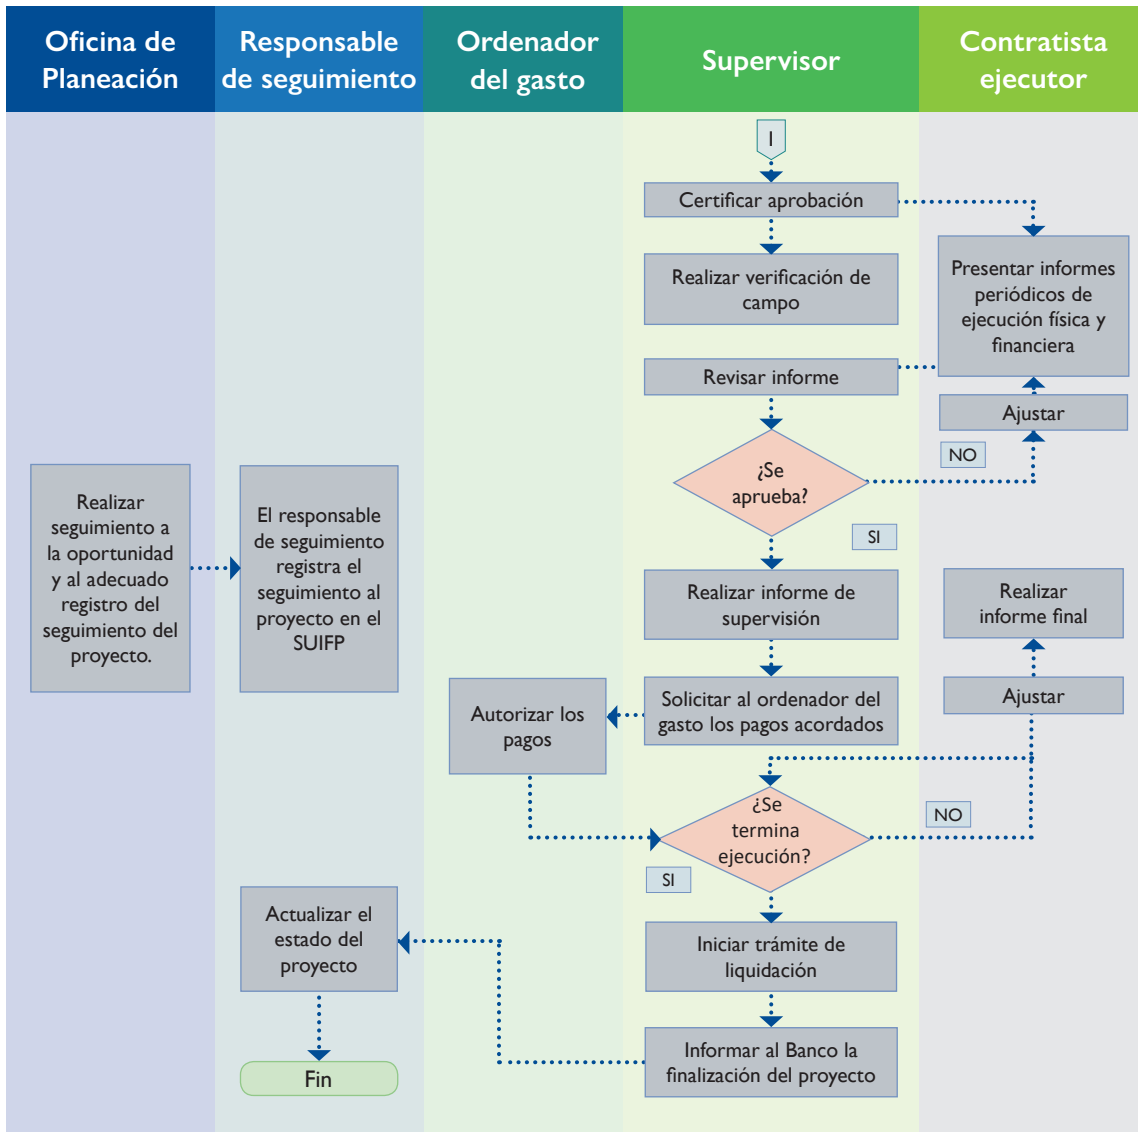 Oficina de
Planeación
Responsable
de seguimiento
Ordenador
del gasto
Supervisor
Contratista
ejecutor
I
Certificar aprobación
Realizar verificación de
campo
Presentar informes
periódicos de
ejecución física y
financiera
Revisar informe
Ajustar
NO
¿Se
aprueba?
SI
Realizar
seguimiento a
la oportunidad
y al adecuado
registro del
seguimiento del
proyecto.
El responsable
de seguimiento
registra el
seguimiento al
proyecto en el
SUIFP
Realizar informe de
supervisión
Realizar
informe final
Autorizar los
pagos
Solicitar al ordenador del
gasto los pagos acordados
Ajustar
¿Se
termina
ejecución?
NO
SI
Actualizar el
estado del
proyecto
Iniciar trámite de
liquidación
Informar al Banco la
finalización del proyecto
Fin